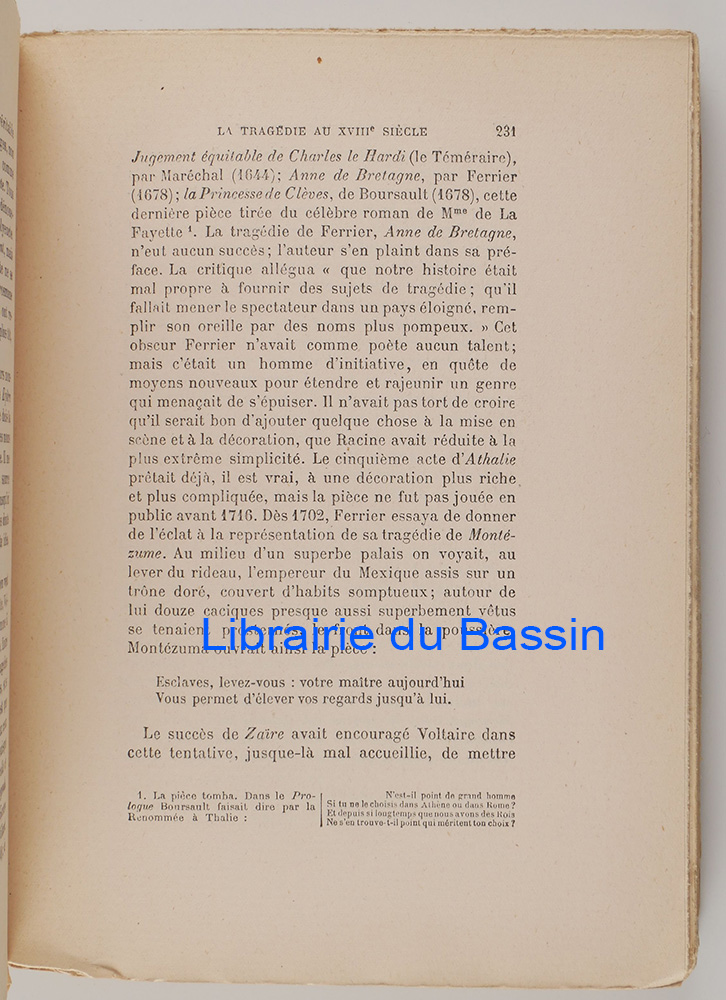 LA TRAGÉDIE AU XVIIIe SIÈCLE 231
Jugement équitable de Charles le Hardi (le Téméraire),
par Maréchal (1644); Anne de Bretagne, par Ferrier
(1678); la Princesse de Clèves, de Boursault (1678), cette
dernière pièce tirée du célèbre roman de Mme de La
Fayette 1. La tragédie de Ferrier, Anne de Bretagne,
n'eut aucun succès; l'auteur s'en plaint dans sa pré-
face. La critique allégua « que notre histoire était
mal propre à fournir des sujets de tragédie; qu'il
fallait mener le spectateur dans un pays éloigné, rem-
plir son oreille par des noms plus pompeux. » Cet
obscur Ferrier n'avait comme poète aucun talent;
mais c'était un homme d'initiative, en quête de
moyens nouveaux pour étendre et rajeunir un genre
qui menaçait de s'épuiser. Il n'avait pas tort de croire
qu'il serait bon d'ajouter quelque chose à la mise en
scène et à la décoration, que Racine avait réduite à la
plus extrême simplicité. Le cinquième acte d'Athalie
prêtait déjà, il est vrai, à une décoration plus riche
et plus compliquée, mais la pièce ne fut pas jouée en
public avant 1716. Dès 1702, Ferrier essaya de donner
de l'éclat à la représentation de sa tragédie de Monté-
zume. Au milieu d'un superbe palais on voyait, au
lever du rideau, l'empereur du Mexique assis sur un
trône doré, couvert d'habits somptueux; autour de
lui douze caciques presque aussi superbement vêtus
se tenaient prosternés, le front dans la poussière.
Librairie du Bassin
Montézuma ouvrait ainsi la pièce :
Esclaves, levez-vous : votre maître aujourd'hui
Vous permet d'élever vos regards jusqu'à lui.
Le succès de Zaïre avait encouragé Voltaire dans
cette tentative, jusque-là mal accueillie, de mettre
1. La pièce tomba. Dans le Pro-
logue Boursault faisait dire par la
Renommée à Thalie :
N'est-il point de grand homme
Si tu ne le choisis dans Athène ou dans Rome?
Et depuis si longtemps que nous avons des Rois
Ne s'en trouve-t-il point qui méritent ton choix?